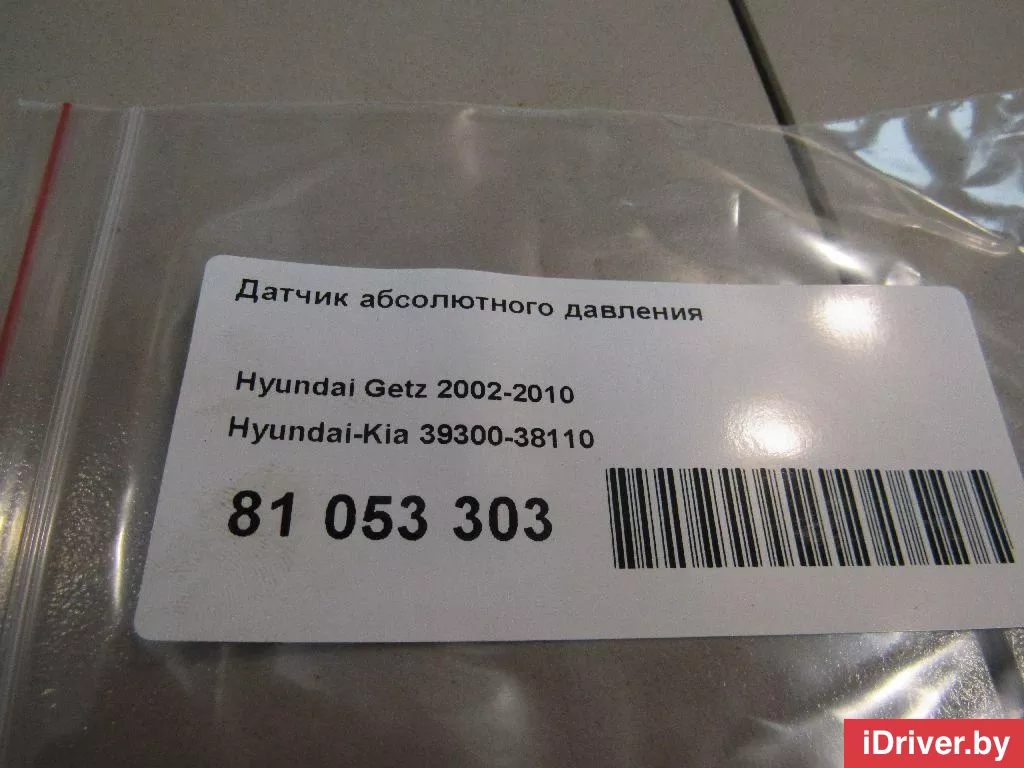 Датчик абсолютного давления
Hyundai Getz 2002-2010
Hyundai-Kia 39300-38110
81 053 303
iDriver.by